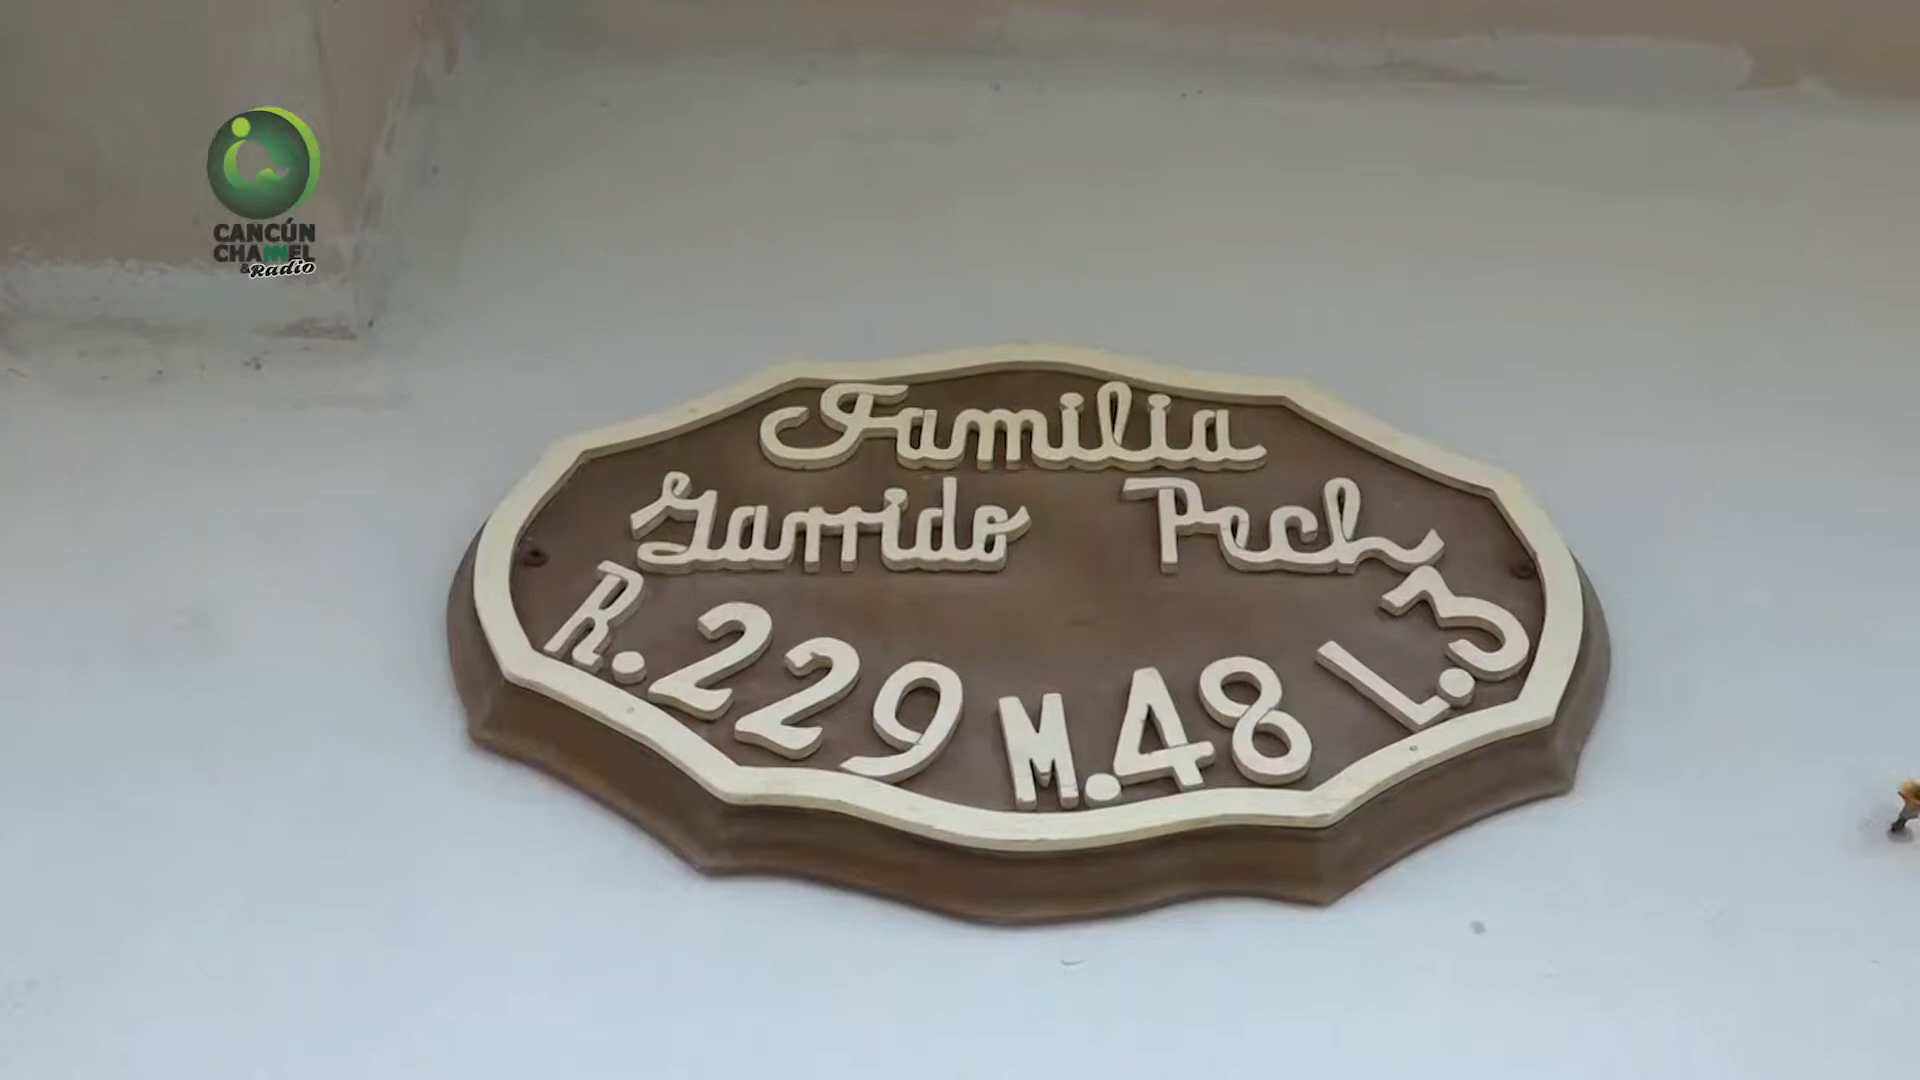 CANCÚN
CHANNEL
&Radio
Familia
Garrido Pech
R.229 M.48 L.3